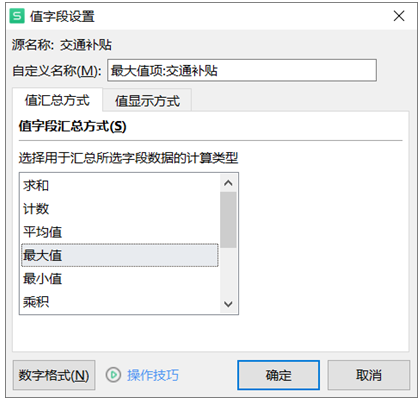 值字段设置
源名称: 交通补贴
自定义名称(M): 最大值项:交通补贴
值汇总方式 值显示方式
值字段汇总方式(S)
选择用于汇总所选字段数据的计算类型
求和
计数
平均值
最大值
最小值
乘积
数字格式(N) 操作技巧 确定 取消